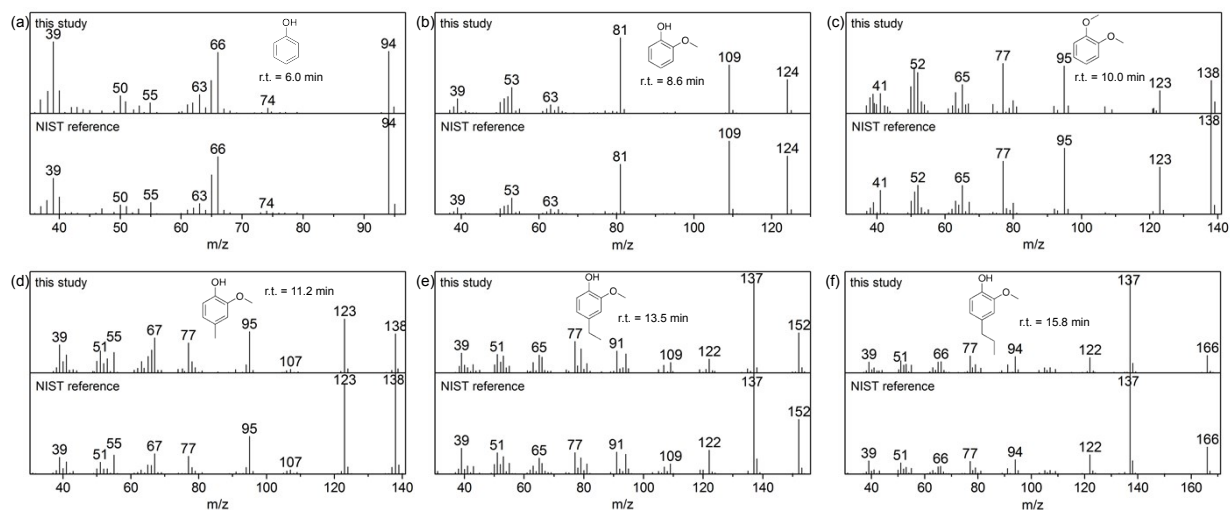 (a) this study
39
50
55
63
66
74
94
OH
r.t. = 6.0 min
NIST reference
94
39
50
55
63
66
74
40 50 60 70 80 90
m/z
(b) this study
39
53
63
81
109
124
OH
O
r.t. = 8.6 min
NIST reference
39
53
63
81
109
124
40 60 80 100 120
m/z
(c) this study
41
52
65
77
95
123
138
O
O
r.t. = 10.0 min
NIST reference
138
41
52
65
77
95
123
40 60 80 100 120 140
m/z
(d) this study
39
51
55
67
77
95
107
123
138
OH
O
r.t. = 11.2 min
NIST reference
123
138
39
51
55
67
77
95
107
40 60 80 100 120 140
m/z
(e) this study
39
51
65
77
91
109
122
137
152
OH
O
r.t. = 13.5 min
NIST reference
137
39
51
65
77
91
109
122
152
40 60 80 100 120 140
m/z
(f) this study
39
51
66
77
94
122
137
166
OH
O
r.t. = 15.8 min
NIST reference
137
39
51
66
77
94
122
166
40 60 80 100 120 140 160
m/z